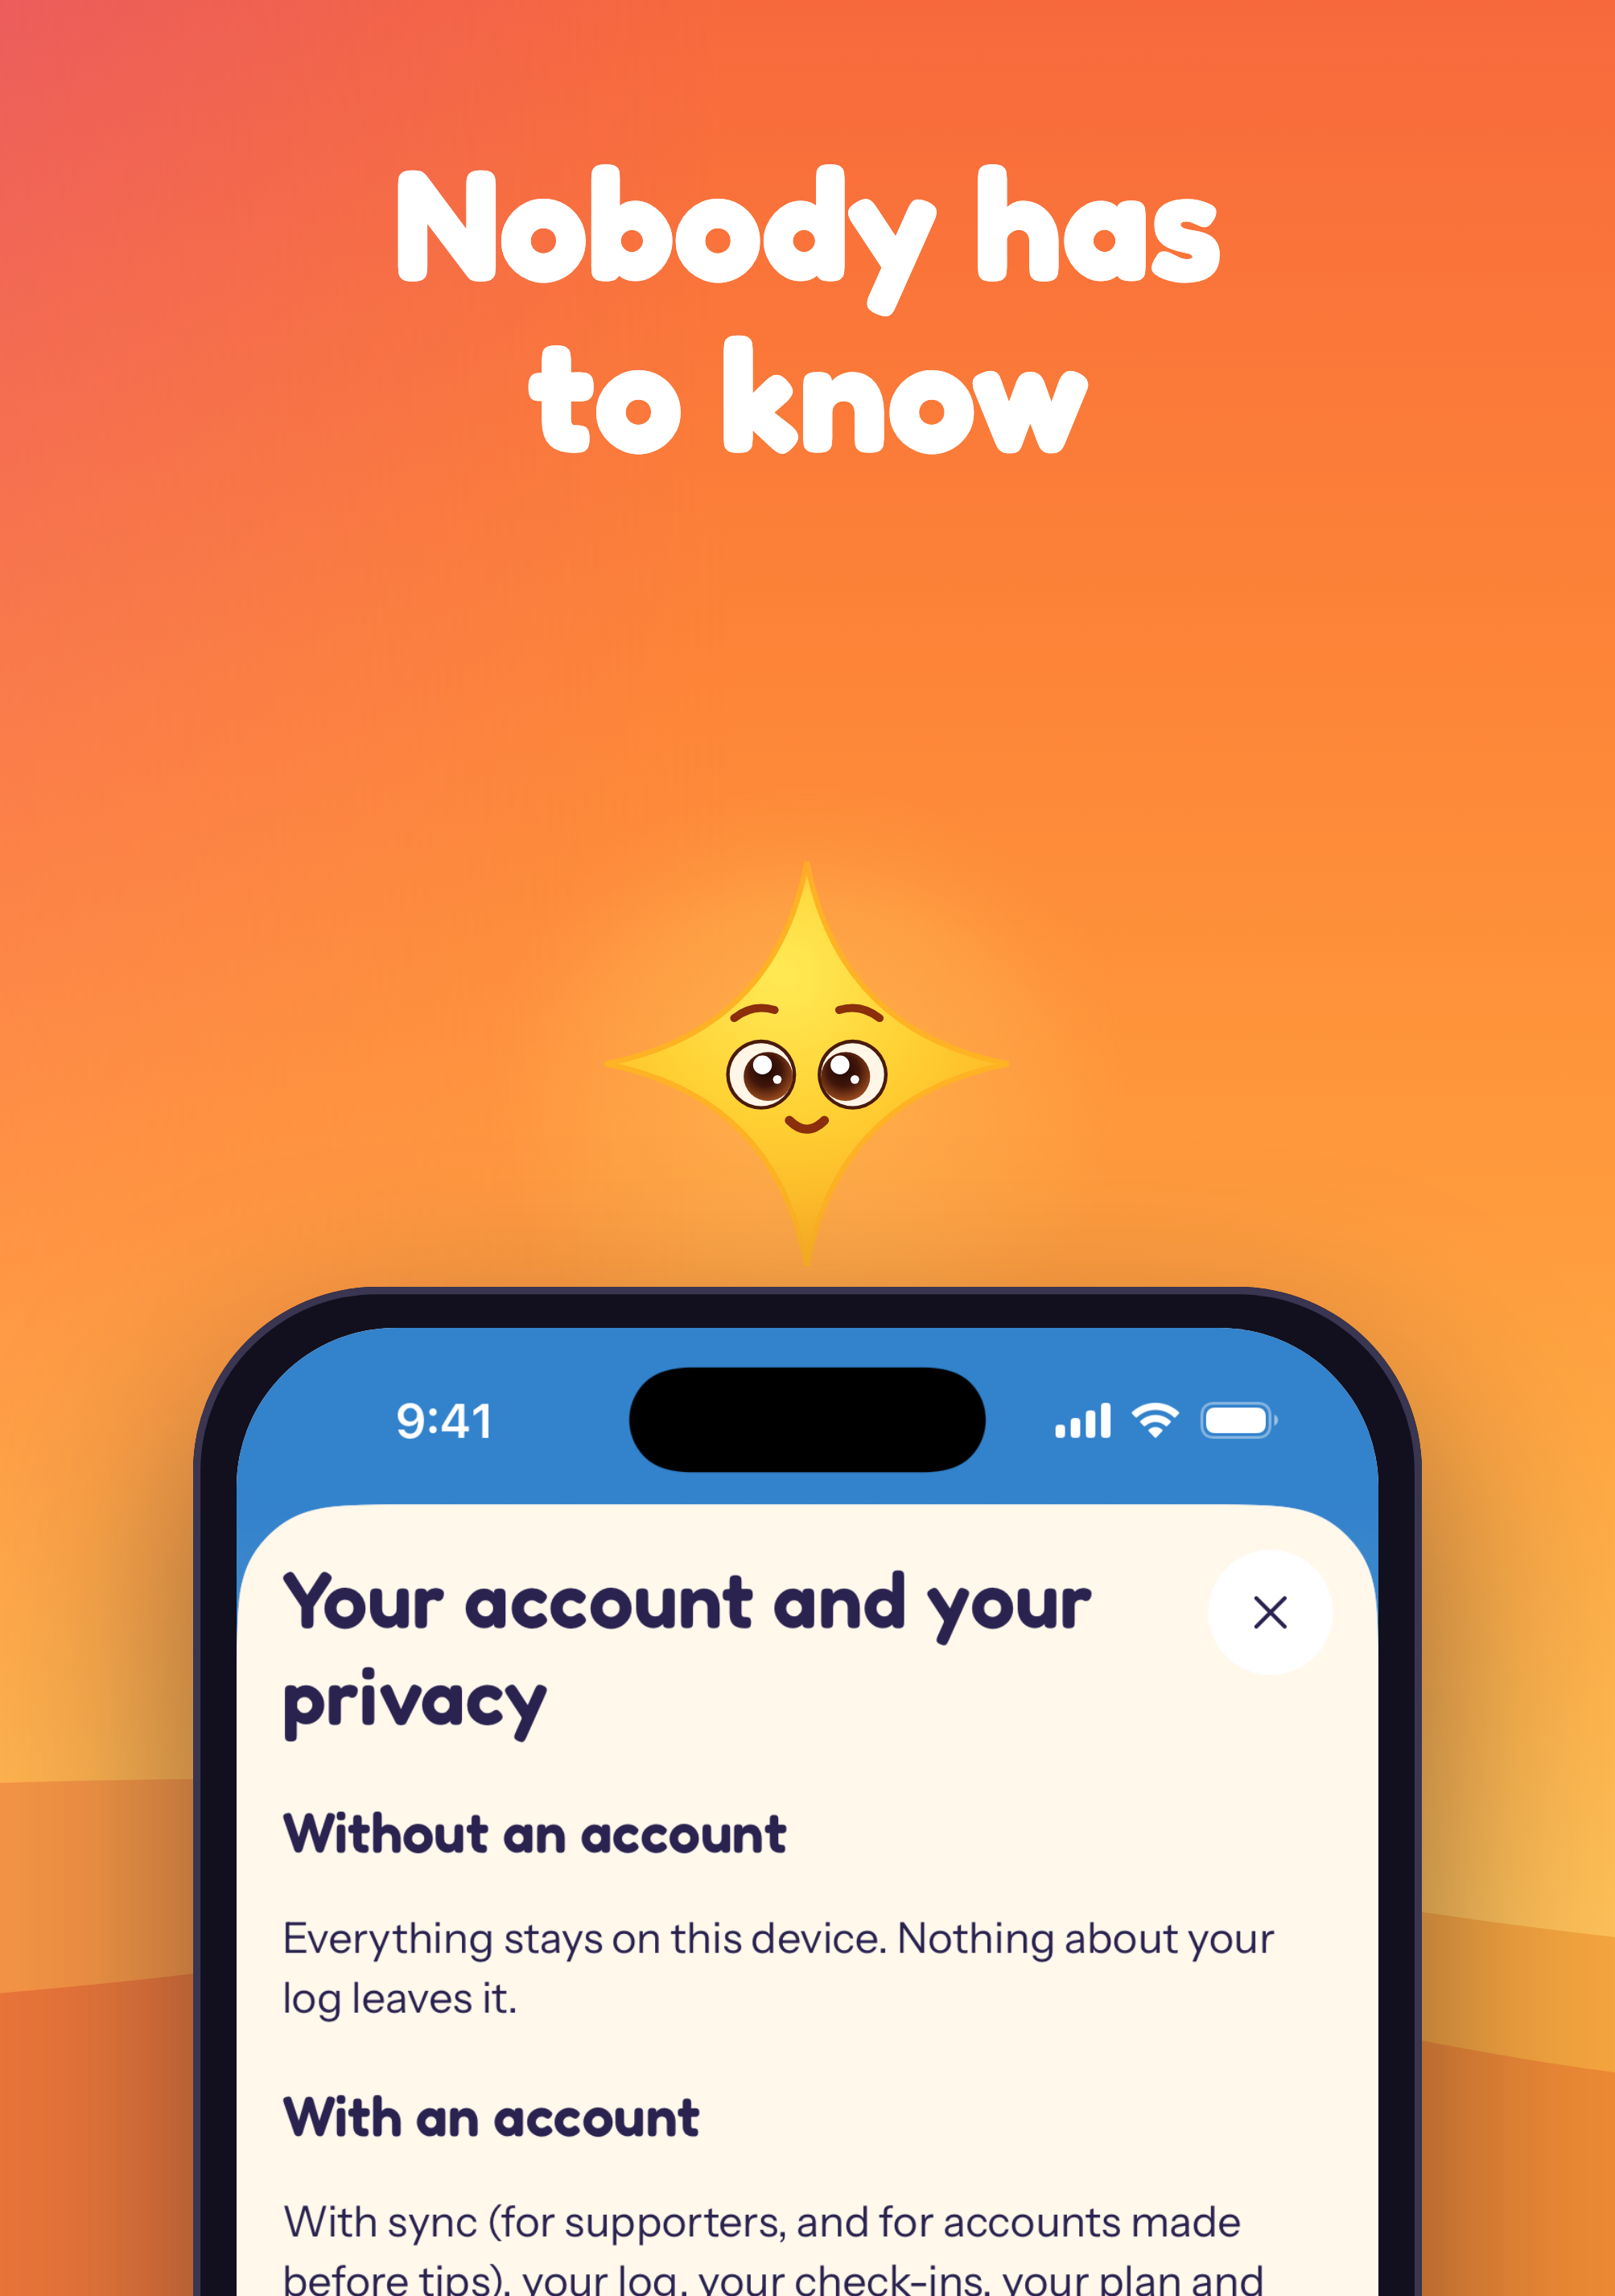 Nobody has
to know
9:41
Your account and your
privacy
Without an account
Everything stays on this device. Nothing about your
log leaves it.
With an account
With sync (for supporters, and for accounts made
before tips), your log, your check-ins, your plan and